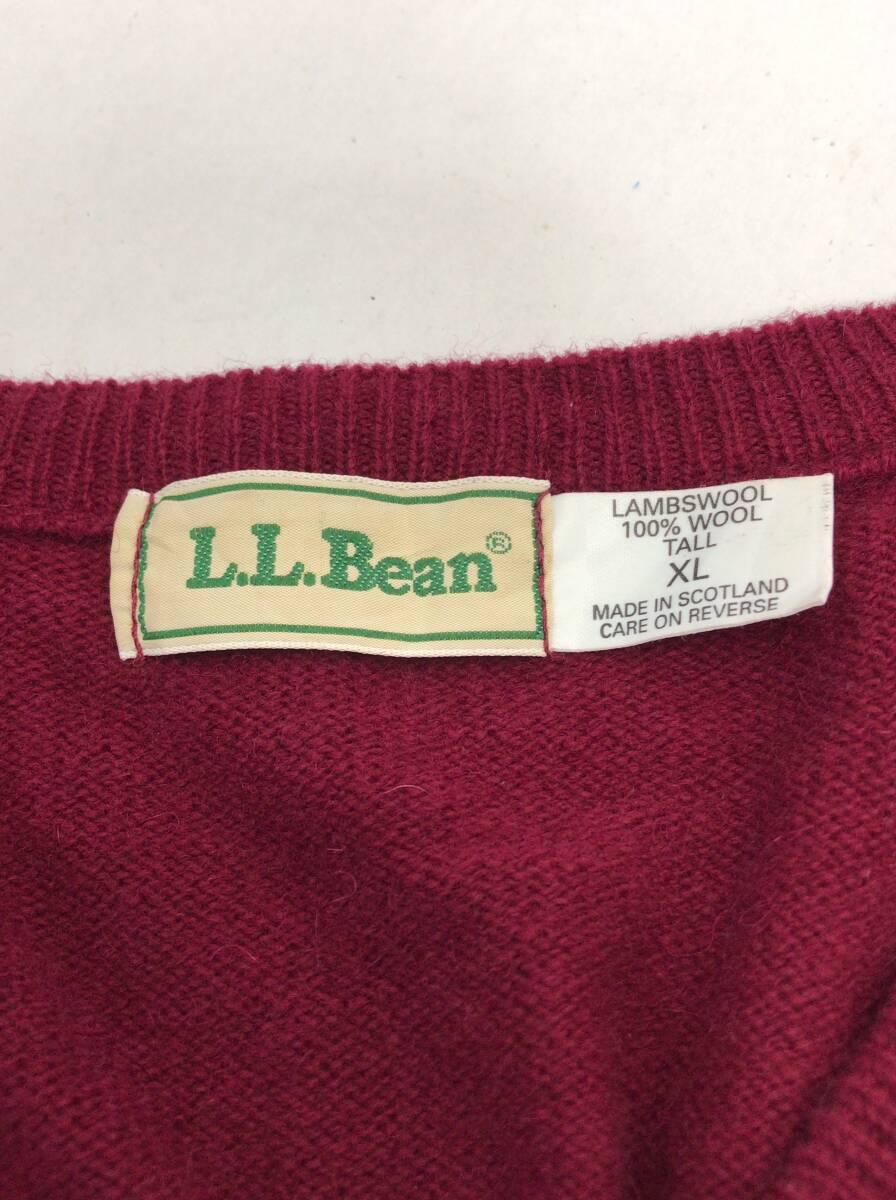 L.L.Bean®
LAMBSWOOL
100% WOOL
TALL
XL
MADE IN SCOTLAND
CARE ON REVERSE